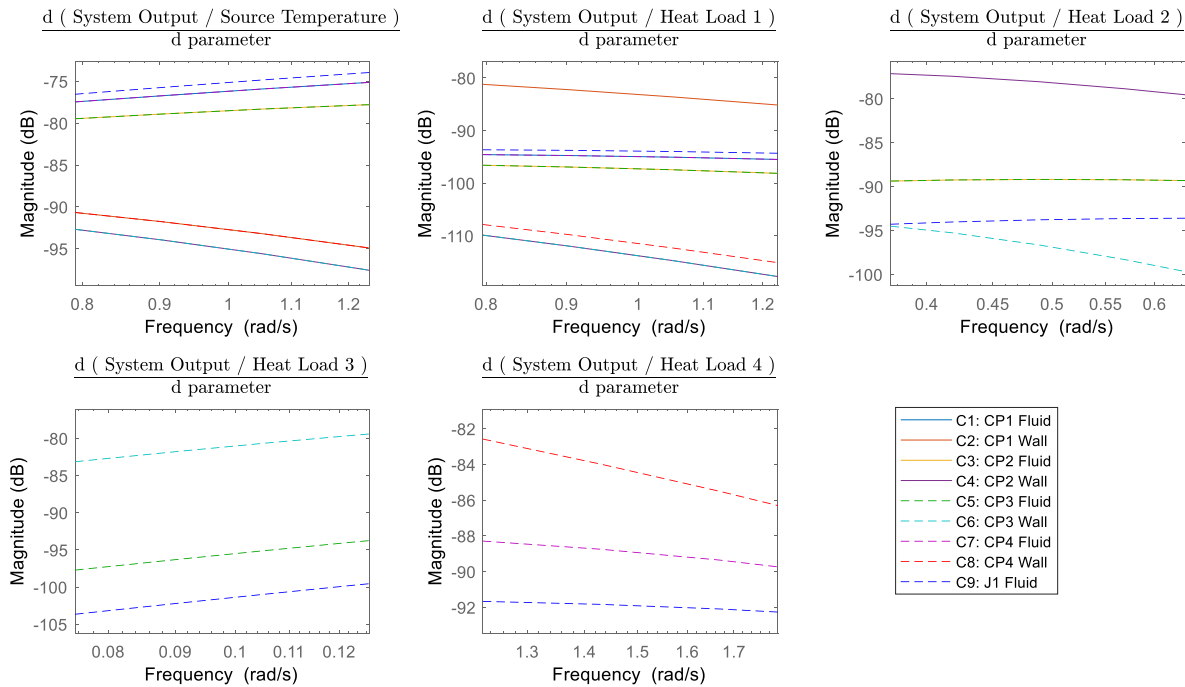 d ( System Output / Source Temperature )
d parameter
-75
-80
-85
-90
-95
Magnitude (dB)
0.8
0.9
1
1.1
1.2
Frequency (rad/s)
d ( System Output / Heat Load 1 )
d parameter
-80
-90
-100
-110
Magnitude (dB)
0.8
0.9
1
1.1
1.2
Frequency (rad/s)
d ( System Output / Heat Load 2 )
d parameter
-80
-85
-90
-95
-100
Magnitude (dB)
0.4
0.45
0.5
0.55
0.6
Frequency (rad/s)
d ( System Output / Heat Load 3 )
d parameter
-80
-85
-90
-95
-100
-105
Magnitude (dB)
0.08
0.09
0.1
0.11
0.12
Frequency (rad/s)
d ( System Output / Heat Load 4 )
d parameter
-82
-84
-86
-88
-90
-92
Magnitude (dB)
1.3
1.4
1.5
1.6
1.7
Frequency (rad/s)
C1: CP1 Fluid
C2: CP1 Wall
C3: CP2 Fluid
C4: CP2 Wall
C5: CP3 Fluid
C6: CP3 Wall
C7: CP4 Fluid
C8: CP4 Wall
C9: J1 Fluid